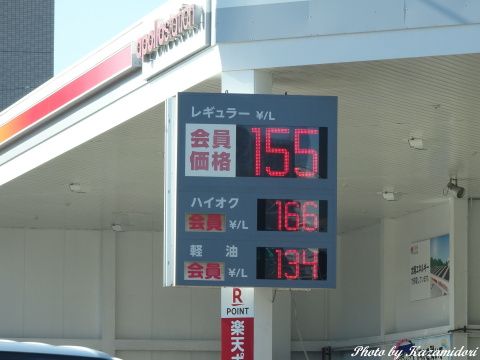 apollostation
レギュラー ¥/L
会員
価格
155
ハイオク
会員 ¥/L
166
軽 油
会員 ¥/L
134
R
POINT
楽天ポ
Photo by Kazamidori